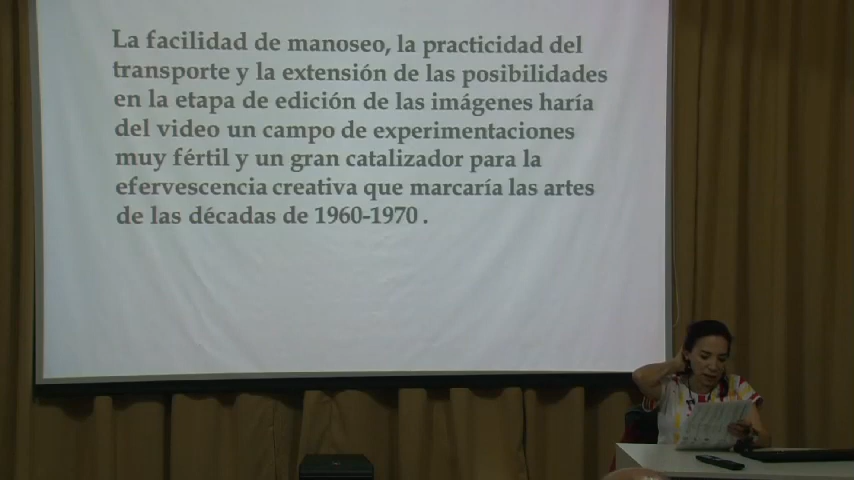 La facilidad de manoseo, la practicidad del
transporte y la extensión de las posibilidades
en la etapa de edición de las imágenes haría
del video un campo de experimentaciones
muy fértil y un gran catalizador para la
efervescencia creativa que marcaría las artes
de las décadas de 1960-1970 .